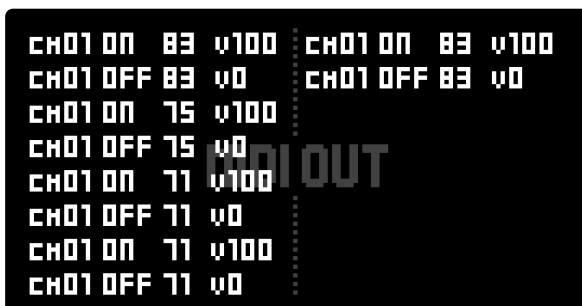 CH01 ON 83 V100
CH01 OFF 83 V0
CH01 ON 75 V100
CH01 OFF 75 V0
CH01 ON 71 V100
CH01 OFF 71 V0
CH01 ON 71 V100
CH01 OFF 71 V0
CH01 ON 83 V100
CH01 OFF 83 V0
MIDI OUT